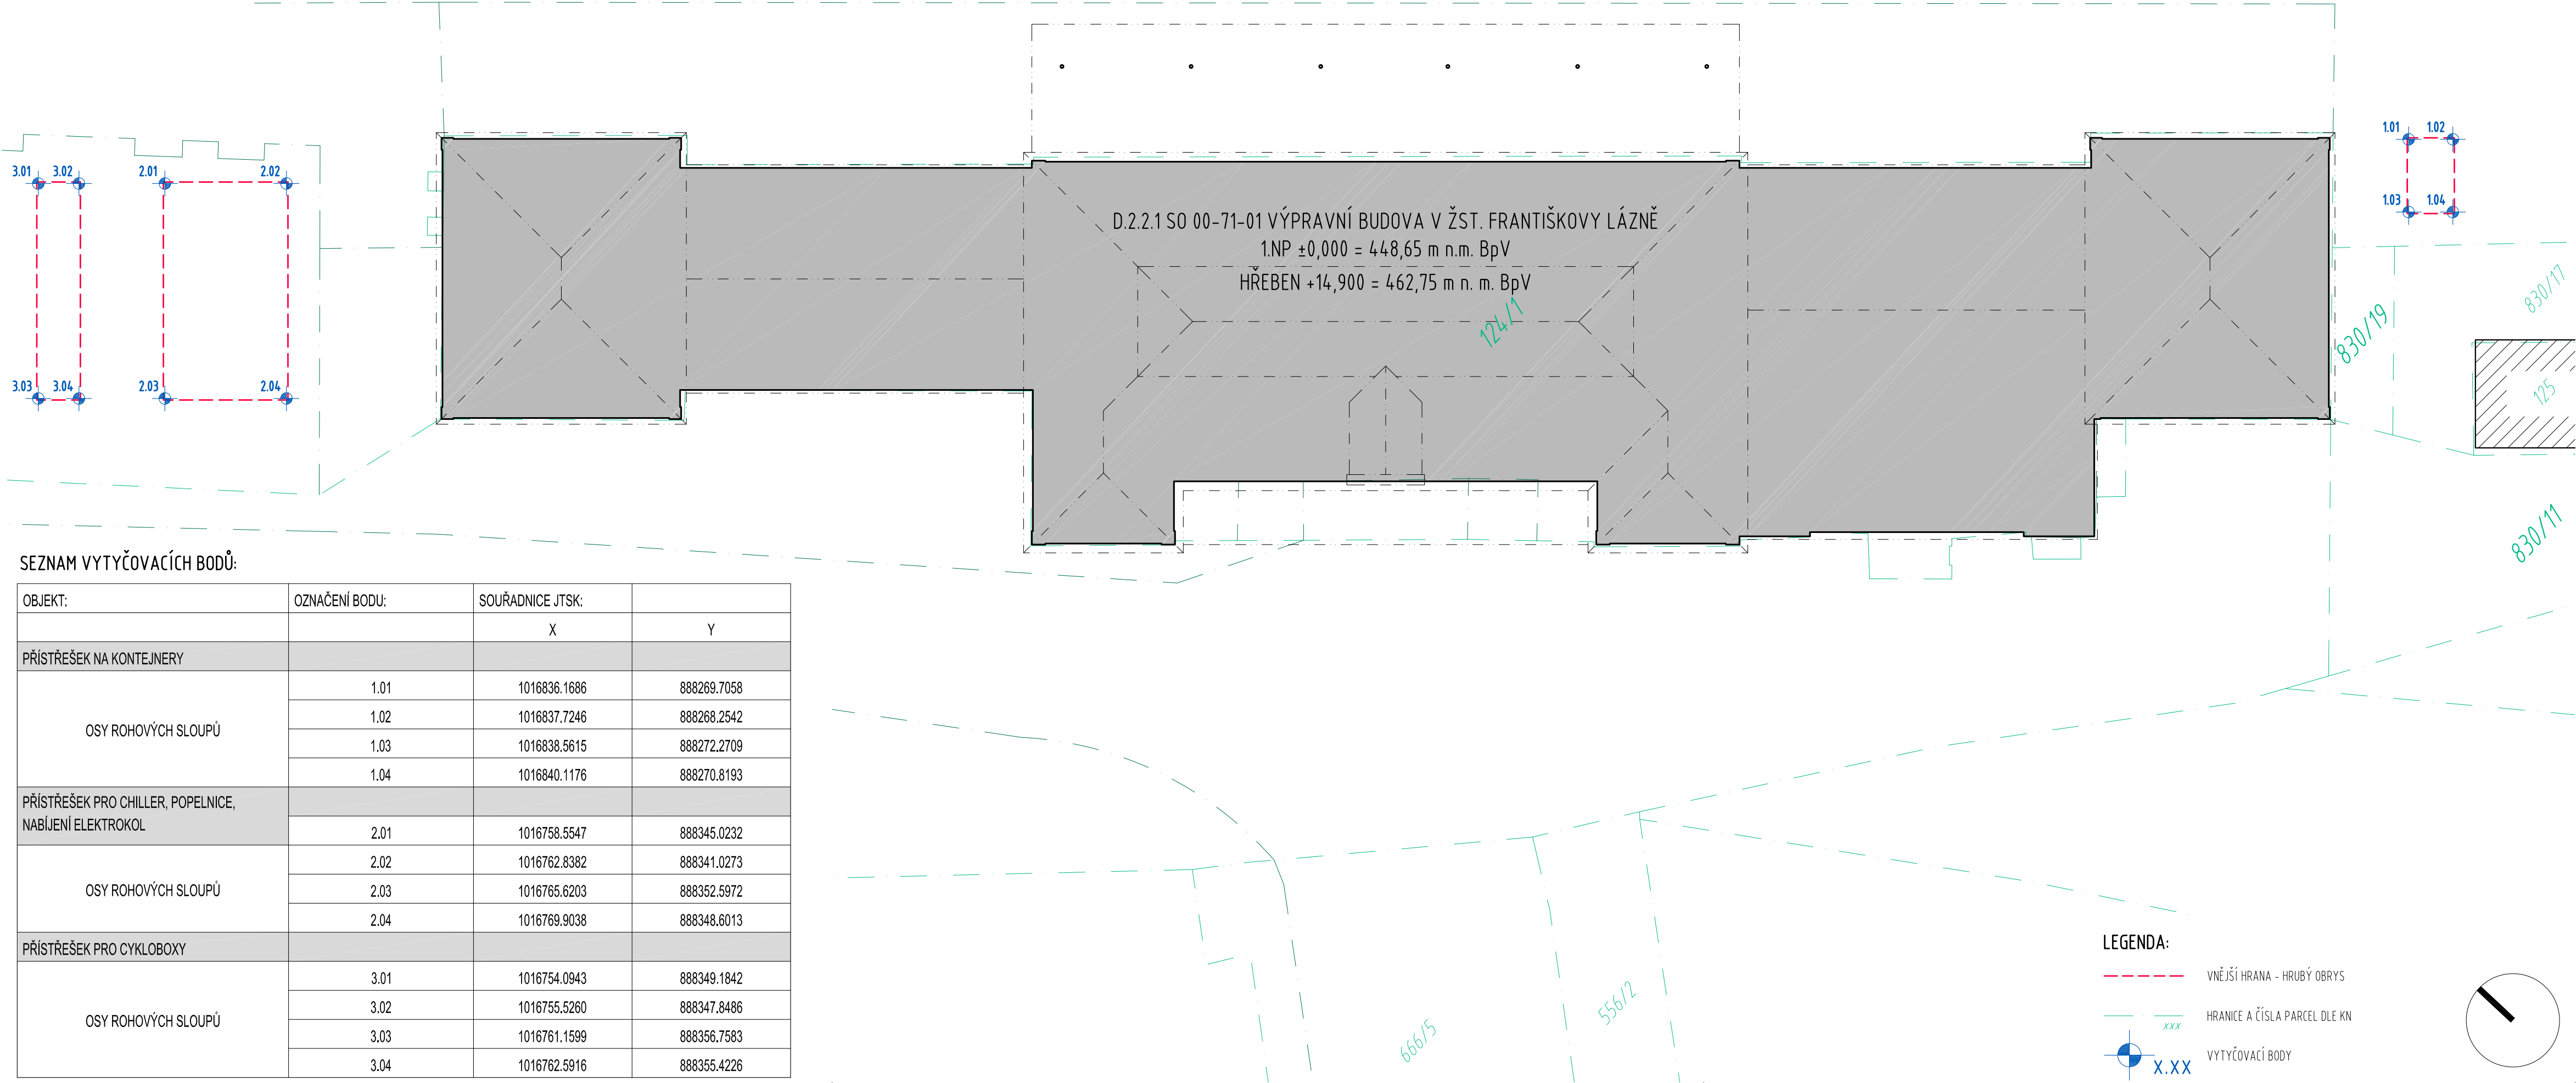 1.01 1.02
3.01 3.02 2.01 2.02
1.03 1.04
D.2.2.1 SO 00-71-01 VÝPRAVNÍ BUDOVA V ŽST. FRANTIŠKOVY LÁZNĚ
1.NP ±0,000 = 448,65 m n.m. BpV
HŘEBEN +14,900 = 462,75 m n. m. BpV
124/1
830/19
830/17
3.03 3.04 2.03 2.04
125
830/11
SEZNAM VYTYČOVACÍCH BODŮ:
OBJEKT: OZNAČENÍ BODU: SOUŘADNICE JTSK:
X Y
PŘÍSTŘEŠEK NA KONTEJNERY
OSY ROHOVÝCH SLOUPŮ
1.01 1016836.1686 888269.7058
1.02 1016837.7246 888268.2542
1.03 1016838.5615 888272.2709
1.04 1016840.1176 888270.8193
PŘÍSTŘEŠEK PRO CHILLER, POPELNICE,
NABÍJENÍ ELEKTROKOL
2.01 1016758.5547 888345.0232
OSY ROHOVÝCH SLOUPŮ
2.02 1016762.8382 888341.0273
2.03 1016765.6203 888352.5972
2.04 1016769.9038 888348.6013
PŘÍSTŘEŠEK PRO CYKLOBOXY
OSY ROHOVÝCH SLOUPŮ
3.01 1016754.0943 888349.1842
3.02 1016755.5260 888347.8486
3.03 1016761.1599 888356.7583
3.04 1016762.5916 888355.4226
666/5
556/2
LEGENDA:
VNĚJŠÍ HRANA - HRUBÝ OBRYS
HRANICE A ČÍSLA PARCEL DLE KN
xxx
VYTYČOVACÍ BODY
X.XX